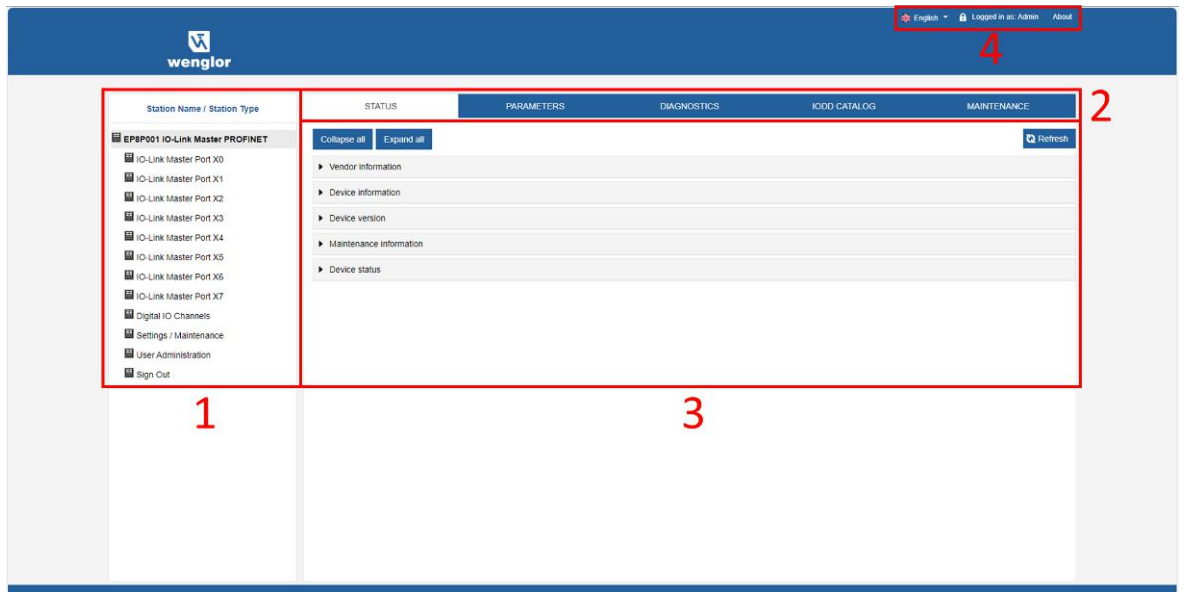 English Logged in as: Admin About
4
wenglor
Station Name / Station Type
STATUS PARAMETERS DIAGNOSTICS IODD CATALOG MAINTENANCE
2
EP8P001 IO-Link Master PROFINET
IO-Link Master Port X0
IO-Link Master Port X1
IO-Link Master Port X2
IO-Link Master Port X3
IO-Link Master Port X4
IO-Link Master Port X5
IO-Link Master Port X6
IO-Link Master Port X7
Digital IO Channels
Settings / Maintenance
User Administration
Sign Out
1
Collapse all Expand all Refresh
Vendor information
Device information
Device version
Maintenance information
Device status
3